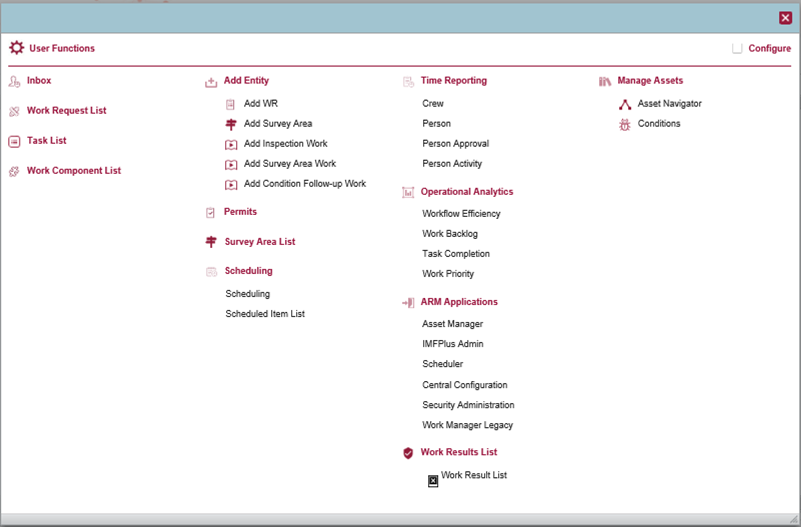 User Functions
Configure
Inbox
Work Request List
Task List
Work Component List
Add Entity
Add WR
Add Survey Area
Add Inspection Work
Add Survey Area Work
Add Condition Follow-up Work
Permits
Survey Area List
Scheduling
Scheduling
Scheduled Item List
Time Reporting
Crew
Person
Person Approval
Person Activity
Operational Analytics
Workflow Efficiency
Work Backlog
Task Completion
Work Priority
ARM Applications
Asset Manager
IMFPlus Admin
Scheduler
Central Configuration
Security Administration
Work Manager Legacy
Work Results List
Work Result List
Manage Assets
Asset Navigator
Conditions